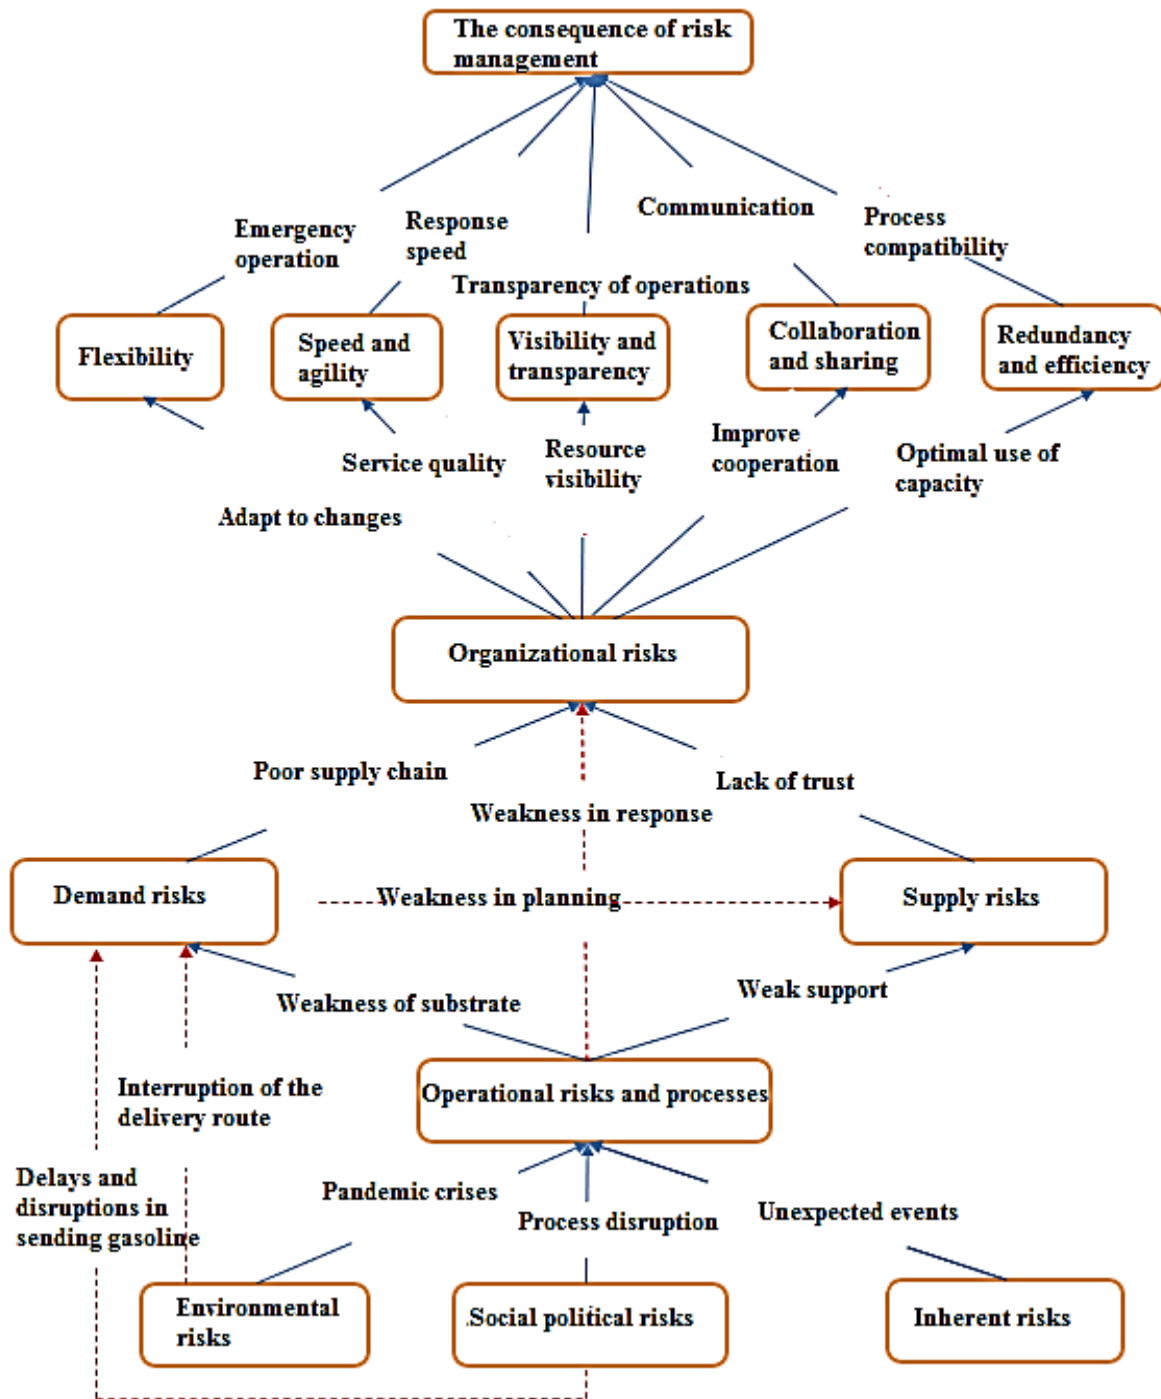 The consequence of risk
management
Emergency
operation
Response
speed
Communication
Process
compatibility
Transparency of operations
Flexibility
Speed and
agility
Visibility and
transparency
Collaboration
and sharing
Redundancy
and efficiency
Service quality
Resource
visibility
Improve
cooperation
Optimal use of
capacity
Adapt to changes
Organizational risks
Poor supply chain
Lack of trust
Weakness in response
Demand risks
Weakness in planning
Supply risks
Weakness of substrate
Weak support
Operational risks and processes
Interruption of the
delivery route
Delays and
disruptions in
sending gasoline
Pandemic crises
Process disruption
Unexpected events
Environmental
risks
.Social political risks
Inherent risks